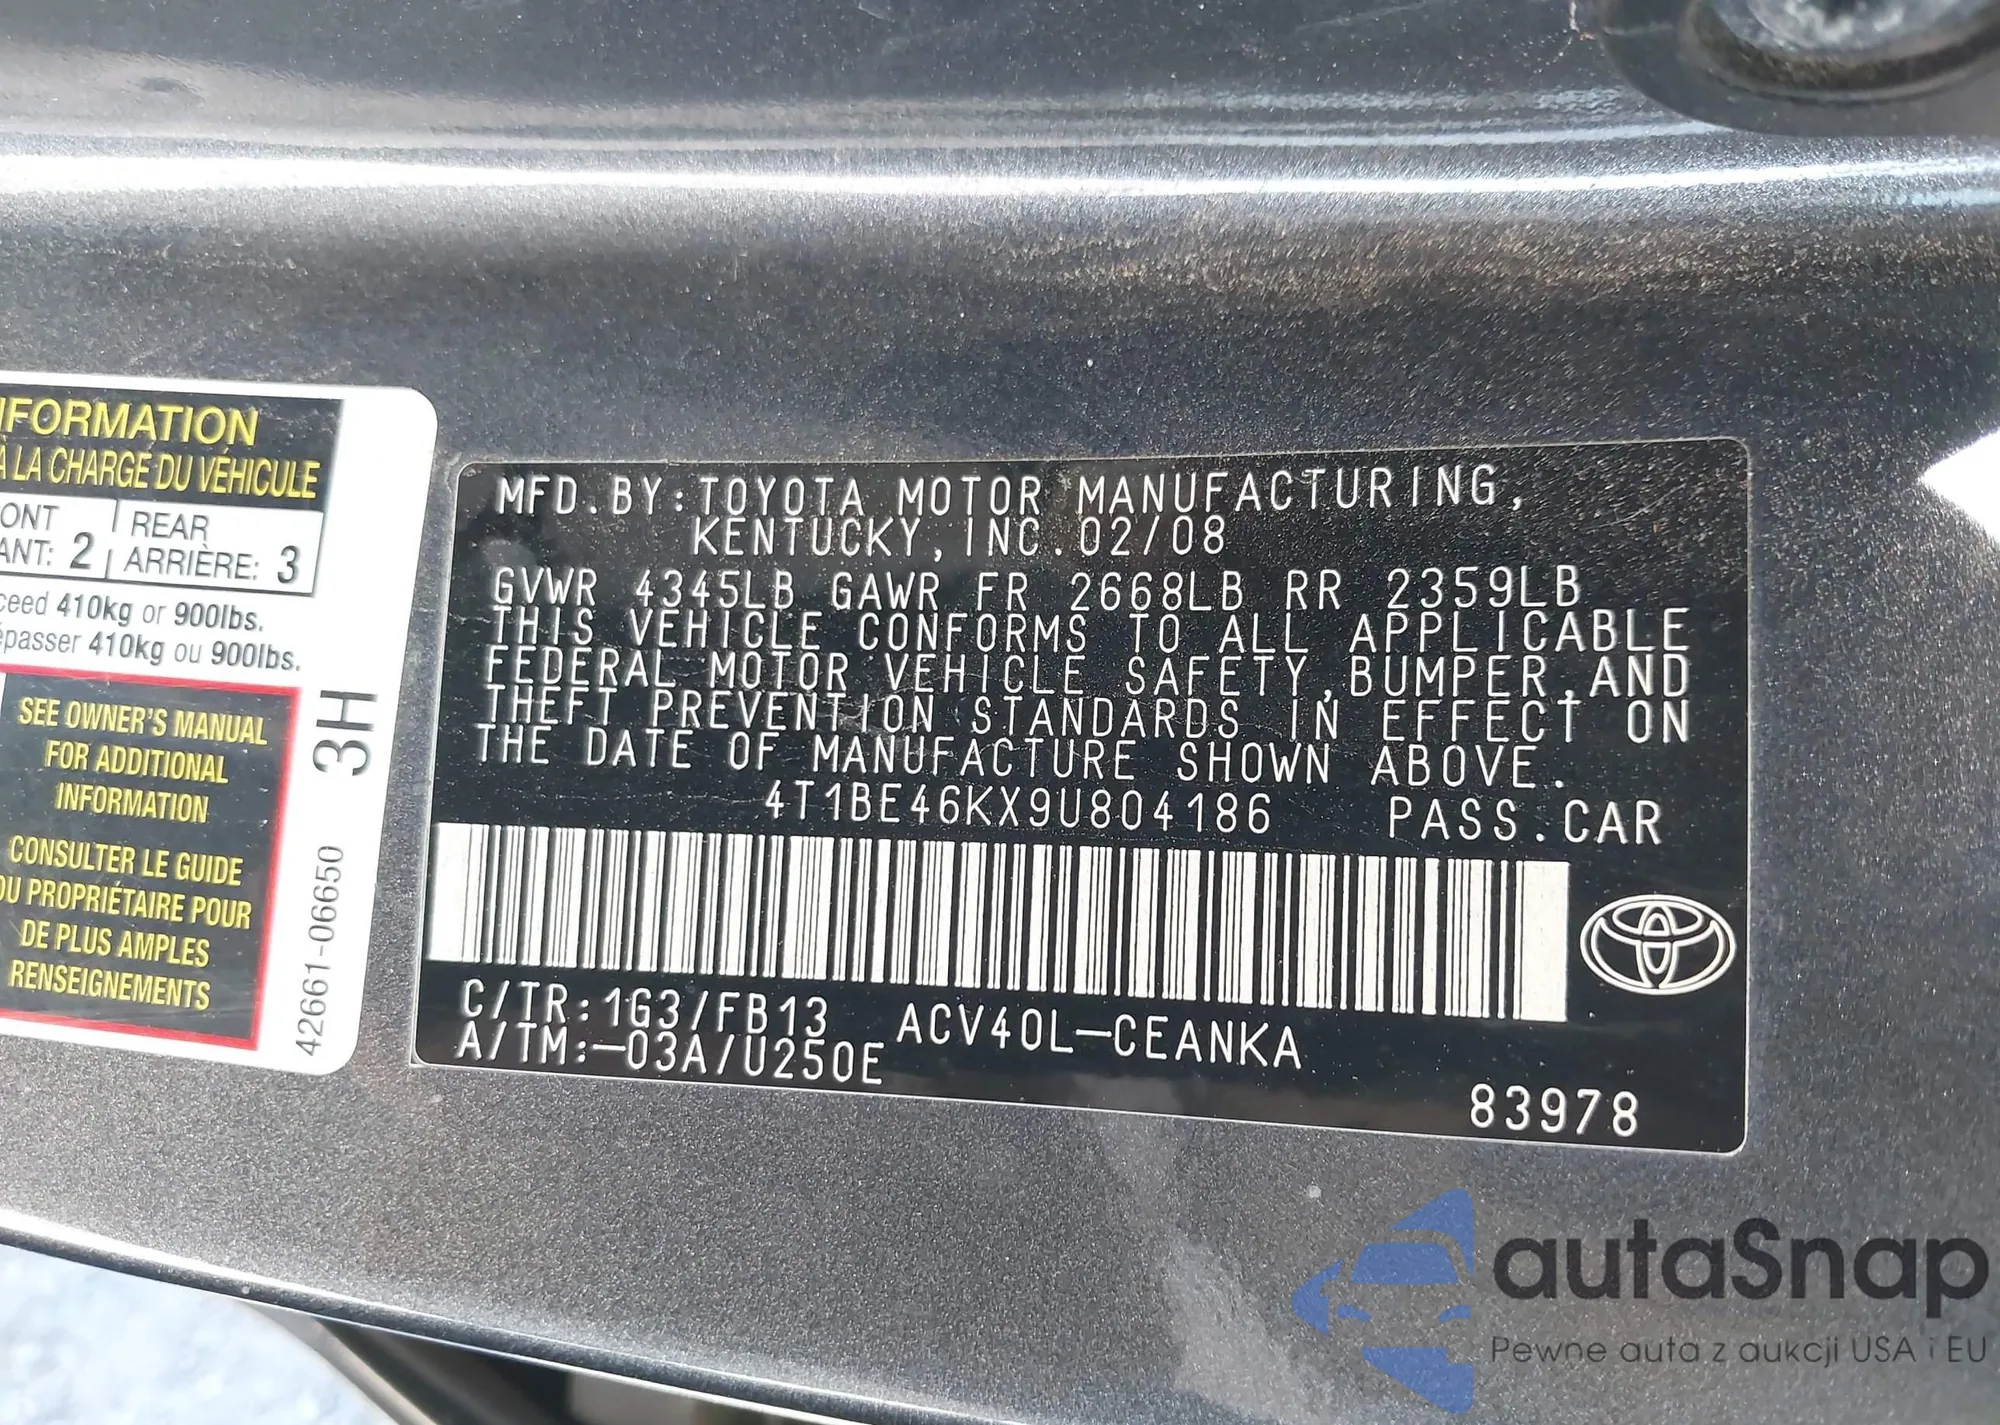 NFORMATION
À LA CHARGE DU VÉHICULE
ONT
ANT: 2
REAR
ARRIÈRE: 3
ceed 410kg or 900lbs.
épasser 410kg ou 900lbs.
SEE OWNER'S MANUAL
FOR ADDITIONAL
INFORMATION
CONSULTER LE GUIDE
DU PROPRIÉTAIRE POUR
DE PLUS AMPLES
RENSEIGNEMENTS
3H
42661-06650
MFD.BY:TOYOTA MOTOR MANUFACTURING,
KENTUCKY,INC.02/08
GVWR 4345LB GAWR FR 2668LB RR 2359LB
THIS VEHICLE CONFORMS TO ALL APPLICABLE
FEDERAL MOTOR VEHICLE SAFETY,BUMPER,AND
THEFT PREVENTION STANDARDS IN EFFECT ON
THE DATE OF MANUFACTURE SHOWN ABOVE.
4T1BE46KX9U804186 PASS.CAR
C/TR:1G3/FB13 ACV40L-CEANKA
A/TM:-03A/U250E
83978
autaSnap
Pewne auta z aukcji USA i EU